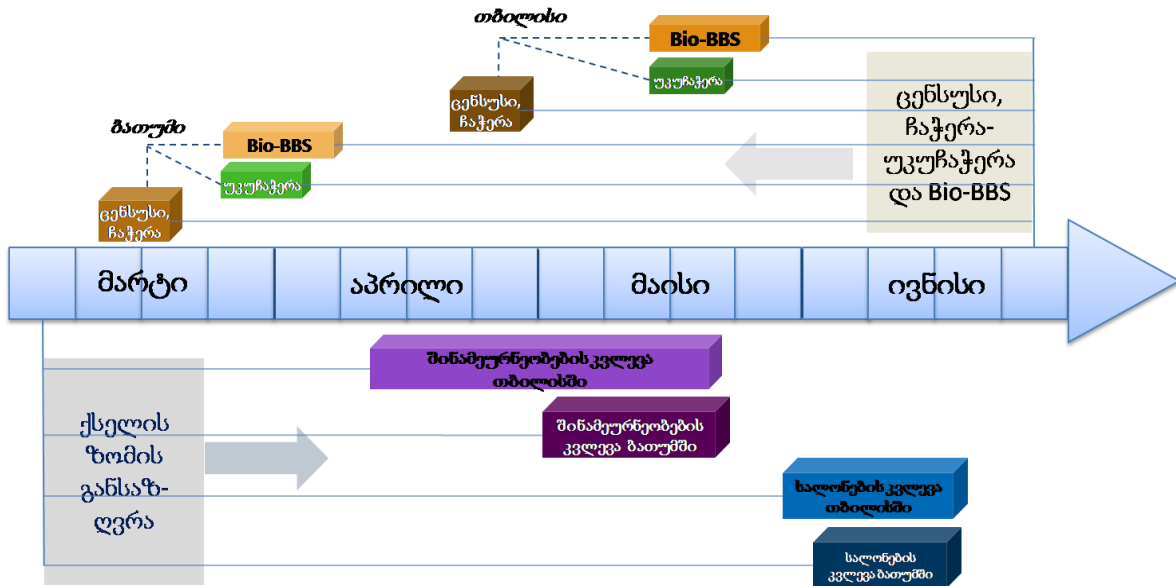 თბილისი
Bio-BBS
უკუჩაჭერა
ცენსუსი,
ჩაჭერა
ბათუმი
Bio-BBS
უკუჩაჭერა
ცენსუსი,
ჩაჭერა
ცენსუსი,
ჩაჭერა-
უკუჩაჭერა
და Bio-BBS
მარტი
აპრილი
მაისი
ივნისი
შინამეურნეობების კვლევა
თბილისში
შინამეურნეობების
კვლევა ბათუმში
ქსელის
ზომის
განსაზ-
ღვრა
სალონების კვლევა
თბილისში
სალონების
კვლევა ბათუმში